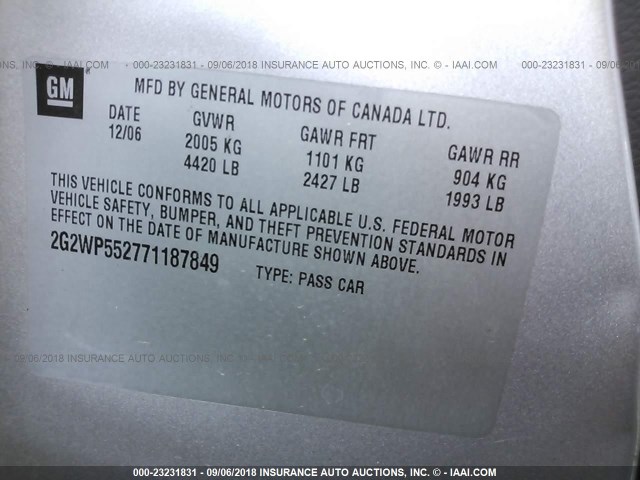 000-23231831 - 09/06/2018 INSURANCE AUTO AUCTIONS, INC. - © IAAI.COM
GM
MFD BY GENERAL MOTORS OF CANADA LTD.
DATE GVWR GAWR FRT GAWR RR
12/06 2005 KG 1101 KG 904 KG
4420 LB 2427 LB 1993 LB
THIS VEHICLE CONFORMS TO ALL APPLICABLE U.S. FEDERAL MOTOR
VEHICLE SAFETY, BUMPER, AND THEFT PREVENTION STANDARDS IN
EFFECT ON THE DATE OF MANUFACTURE SHOWN ABOVE.
2G2WP552771187849 TYPE: PASS CAR
09/06/2018 INSURANCE AUTO AUCTIONS, INC. - © IAAI.COM
000-23231831 - 09/06/2018 INSURANCE AUTO AUCTIONS, INC. - © IAAI.COM